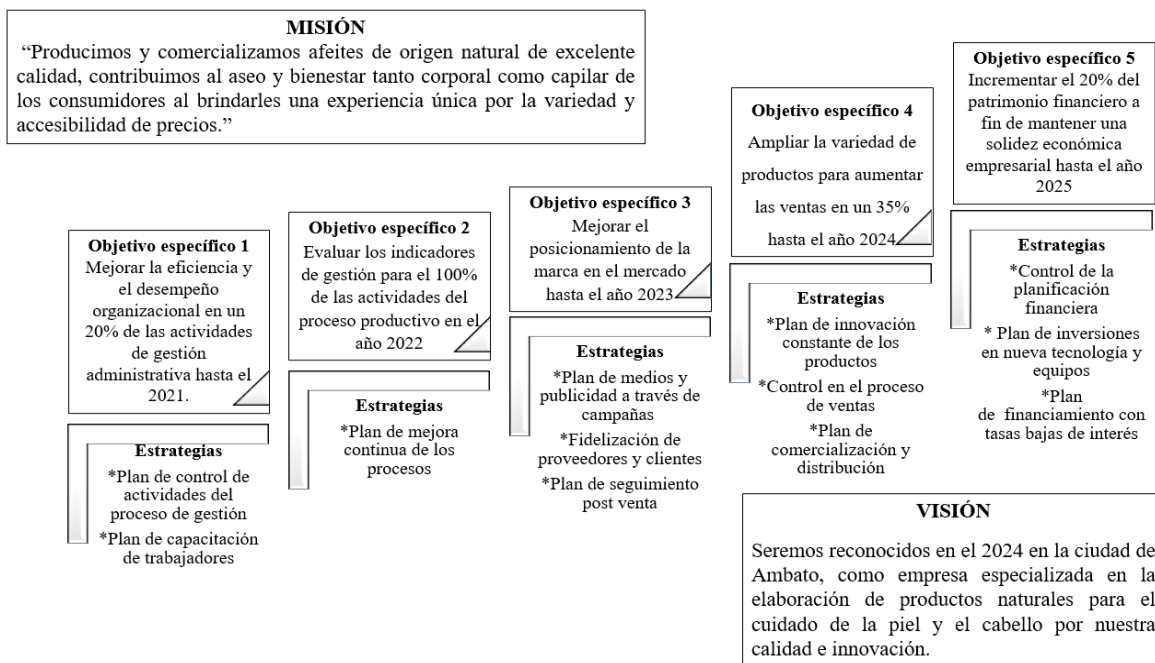 MISIÓN
“Producimos y comercializamos afeites de origen natural de excelente
calidad, contribuimos al aseo y bienestar tanto corporal como capilar de
los consumidores al brindarles una experiencia única por la variedad y
accesibilidad de precios.”
Objetivo específico 1
Mejorar la eficiencia y
el desempeño
organizacional en un
20% de las actividades
de gestión
administrativa hasta el
2021.
Estrategias
*Plan de control de
actividades del
proceso de gestión
*Plan de capacitación
de trabajadores
Objetivo específico 2
Evaluar los indicadores
de gestión para el 100%
de las actividades del
proceso productivo en el
año 2022
Estrategias
*Plan de mejora
continua de los
procesos
Objetivo específico 3
Mejorar el
posicionamiento de la
marca en el mercado
hasta el año 2023
Estrategias
*Plan de medios y
publicidad a través de
campañas
*Fidelización de
proveedores y clientes
*Plan de seguimiento
post venta
Objetivo específico 4
Ampliar la variedad de
productos para aumentar
las ventas en un 35%
hasta el año 2024
Estrategias
*Plan de innovación
constante de los
productos
*Control en el proceso
de ventas
*Plan de
comercialización y
distribución
Objetivo específico 5
Incrementar el 20% del
patrimonio financiero a
fin de mantener una
solidez económica
empresarial hasta el año
2025
Estrategias
*Control de la
planificación
financiera
* Plan de inversiones
en nueva tecnología y
equipos
*Plan
de financiamiento con
tasas bajas de interés
VISIÓN
Seremos reconocidos en el 2024 en la ciudad de
Ambato, como empresa especializada en la
elaboración de productos naturales para el
cuidado de la piel y el cabello por nuestra
calidad e innovación.